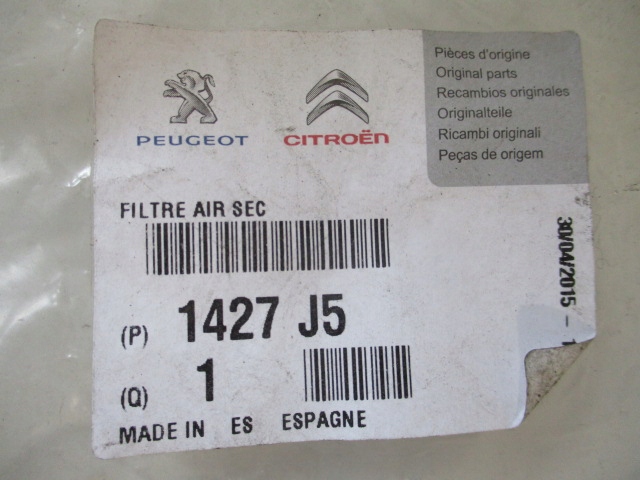 PEUGEOT
CITROËN
Pièces d'origine
Original parts
Recambios originales
Originalteile
Ricambi originali
Peças de origem
FILTRE AIR SEC
(P) 1427 J5
(Q) 1
MADE IN ES ESPAGNE
30/04/2015 - 1